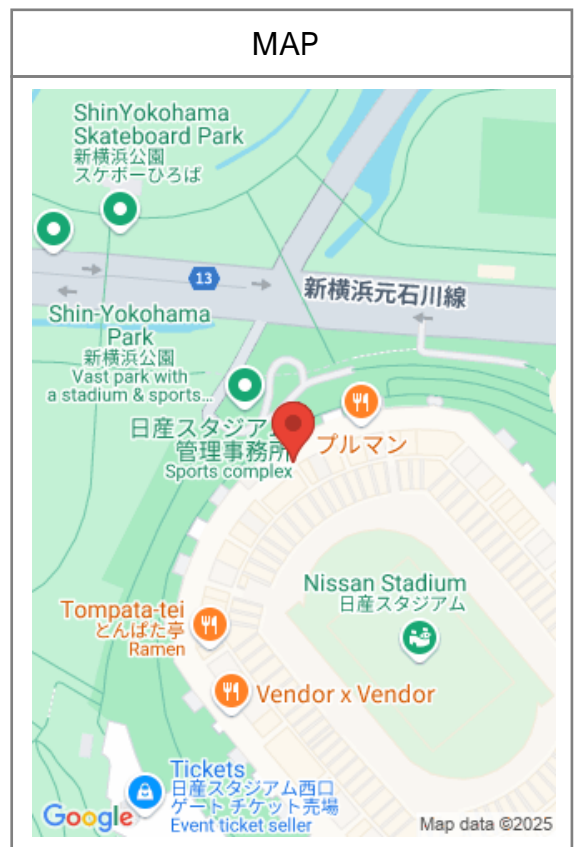 MAP
ShinYokohama
Skateboard Park
新横浜公園
スケボーひろば
13
新横浜元石川線
Shin-Yokohama
Park
新横浜公園
Vast park with
a stadium & sports...
日産スタジア
管理事務所
Sports complex
プルマン
Nissan Stadium
日産スタジアム
Tompata-tei
とんぱた亭
Ramen
Vendor x Vendor
Tickets
日産スタジアム西口
ゲート チケット売場
Event ticket seller
Google
Map data ©2025